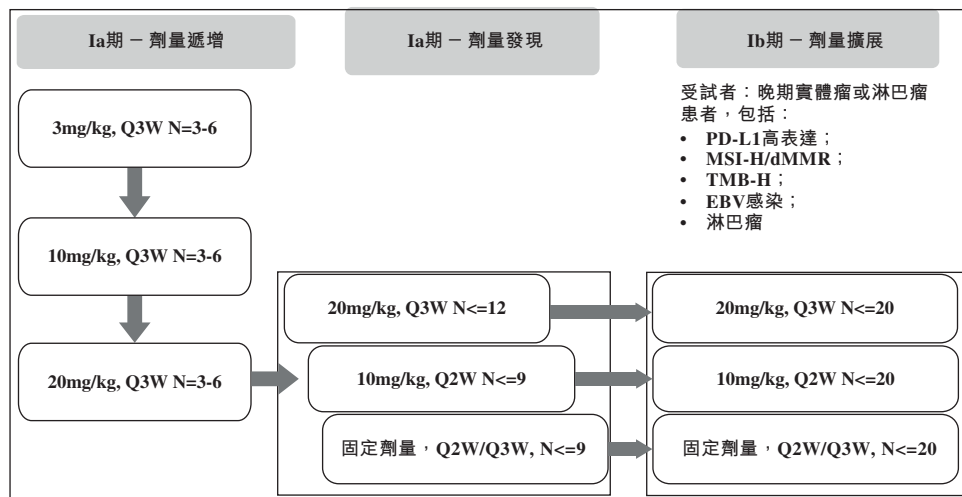 Ia期 － 劑量遞增
Ia期 － 劑量發現
Ib期 － 劑量擴展
3mg/kg, Q3W N=3-6
10mg/kg, Q3W N=3-6
20mg/kg, Q3W N=3-6
20mg/kg, Q3W N<=12
10mg/kg, Q2W N<=9
固定劑量，Q2W/Q3W, N<=9
受試者：晚期實體瘤或淋巴瘤
患者，包括：
• PD-L1高表達；
• MSI-H/dMMR；
• TMB-H；
• EBV感染；
• 淋巴瘤
20mg/kg, Q3W N<=20
10mg/kg, Q2W N<=20
固定劑量，Q2W/Q3W, N<=20